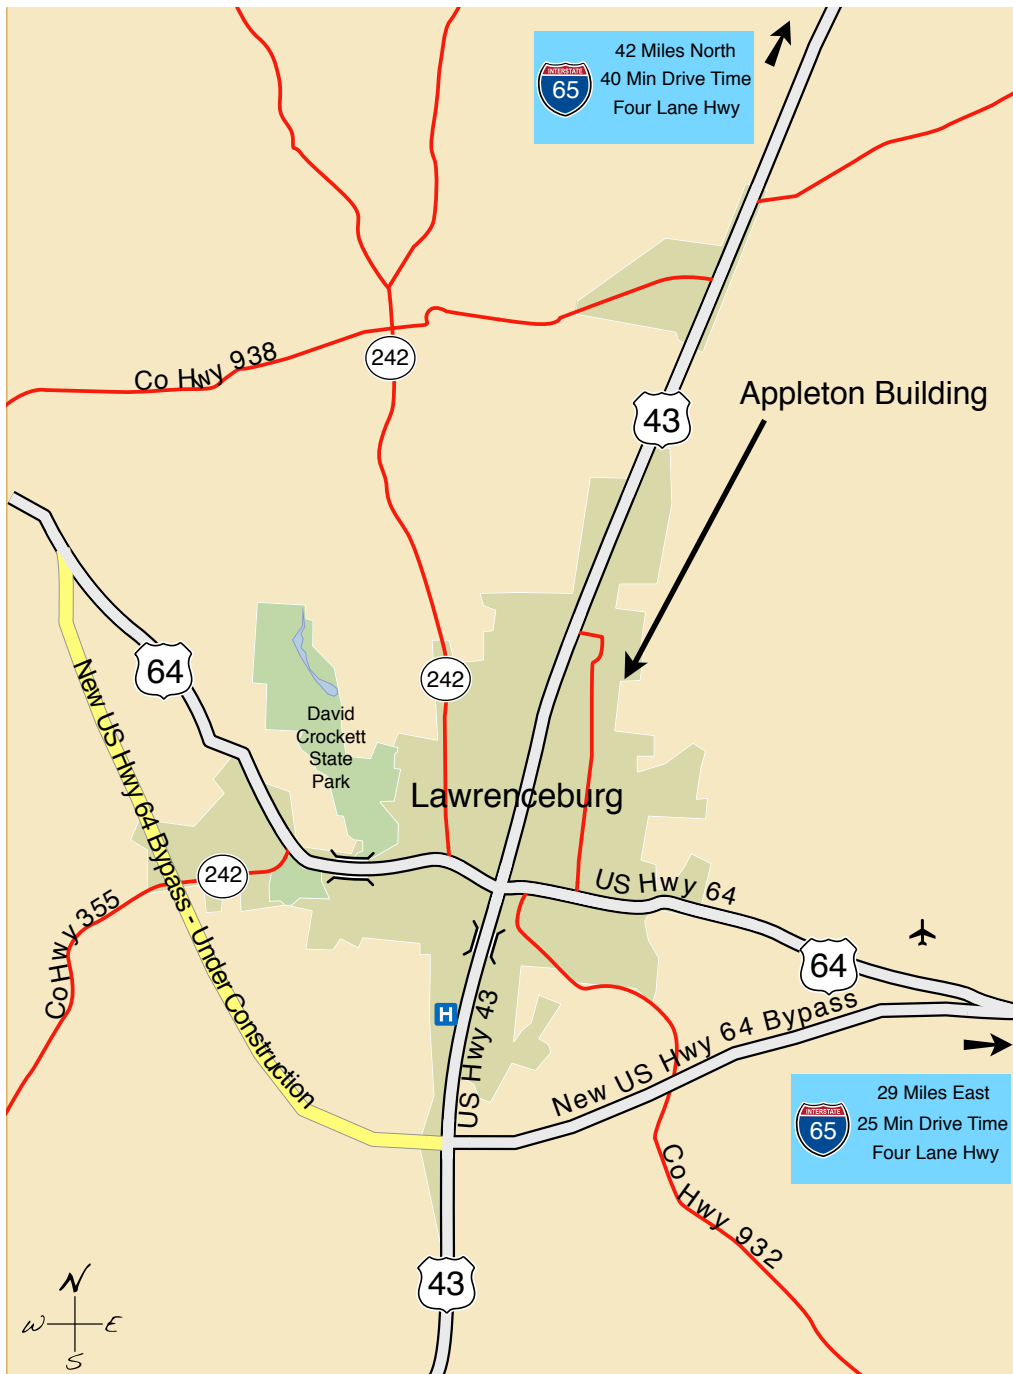 42 Miles North
INTERSTATE
65
40 Min Drive Time
Four Lane Hwy
Co Hwy 938
242
43
Appleton Building
64
242
New US Hwy 64 Bypass - Under Construction
David
Crockett
State
Park
Lawrenceburg
242
US Hwy 64
Co Hwy 355
64
H
US Hwy 43
New US Hwy 64 Bypass
29 Miles East
INTERSTATE
65
25 Min Drive Time
Four Lane Hwy
Co Hwy 932
43
N
W
E
S